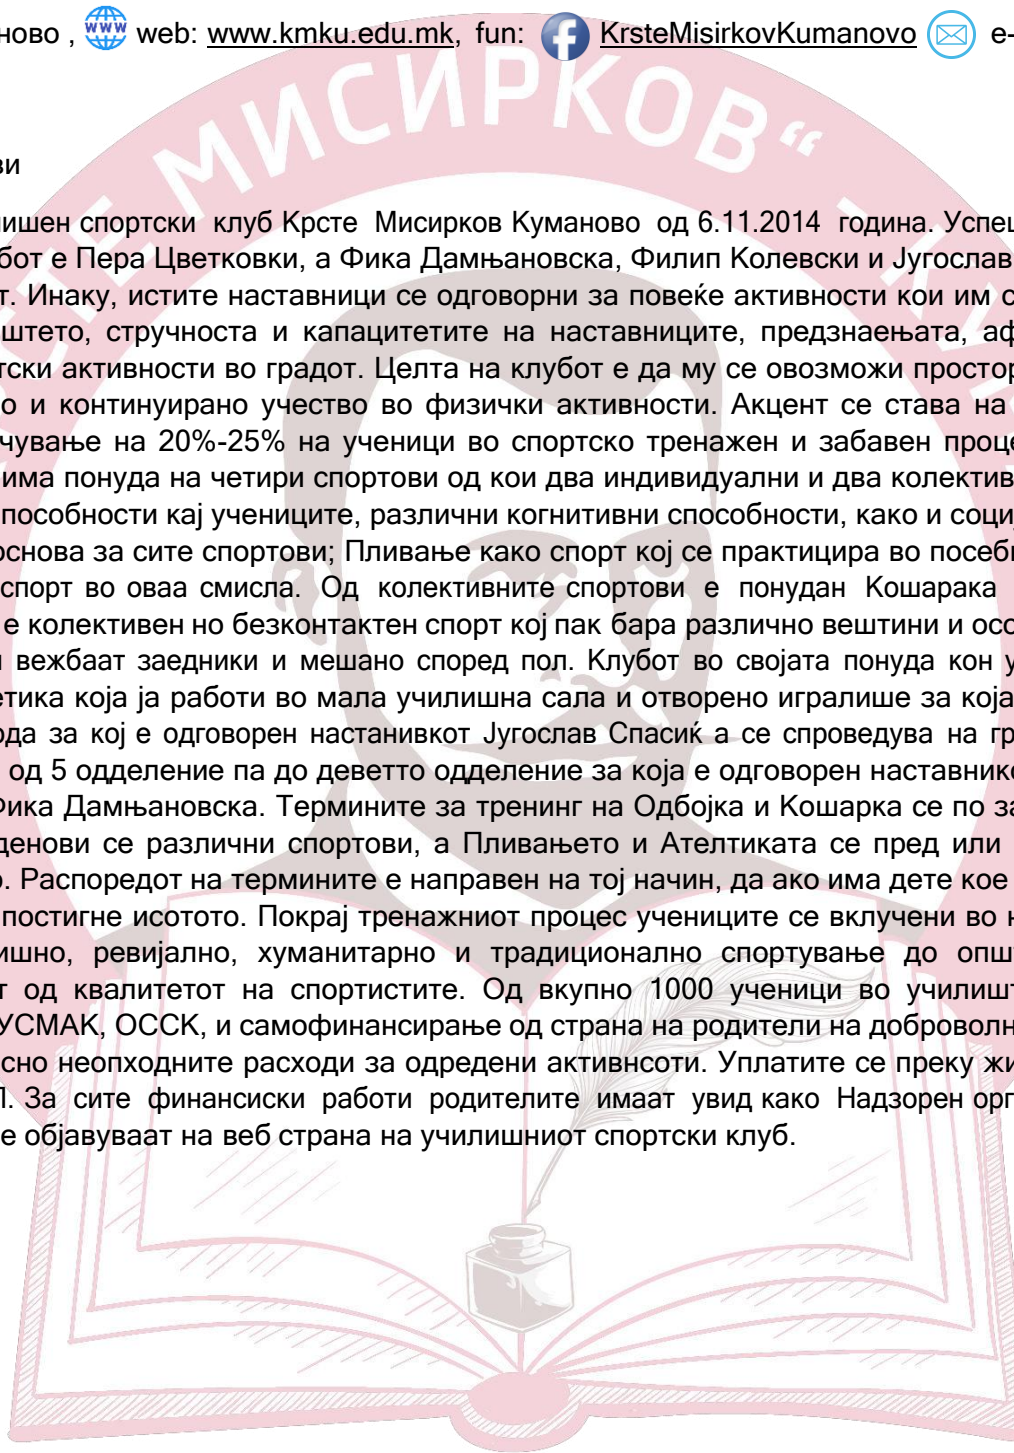 ново , www web: www.kmku.edu.mk, fun: f KrsteMisirkovKumanovo e-
СТЕ МИСИРКОВ“ - КУМ
ви
лишен спортски клуб Крсте Мисирков Куманово од 6.11.2014 година. Успеш
бот е Пера Цветковки, а Фика Дамњановска, Филип Колевски и Југослав
т. Инаку, истите наставници се одговорни за повеќе активности кои им с
штето, стручноста и капацитетите на наставниците, предзнаењата, аф
тски активности во градот. Целта на клубот е да му се овозможи простор
о и континуирано учество во физички активности. Акцент се става на
чување на 20%-25% на ученици во спортско тренажен и забавен проце
има понуда на четири спортови од кои два индивидуални и два колектив
пособности кај учениците, различни когнитивни способности, како и соци
основа за сите спортови; Пливање како спорт кој се практицира во посеб
спорт во оваа смисла. Од колективните спортови е понудан Кошарака
е колективен но безконтактен спорт кој пак бара различно вештини и осо
и вежбаат заедники и мешано според пол. Клубот во својата понуда кон у
етика која ја работи во мала училишна сала и отворено игралише за која
ода за кој е одговорен настанивкот Југослав Спасиќ а се спроведува на гр
од 5 одделение па до деветто одделение за која е одговорен наставнико
Фика Дамњановска. Термините за тренинг на Одбојка и Кошарка се по за
денови се различни спортови, а Пливањето и Ателтиката се пред или
о. Распоредот на термините е направен на тој начин, да ако има дете кое
постигне исотото. Покрај тренажниот процес учениците се вклучени во н
ишно, ревијално, хуманитарно и традиционално спортување до општ
т од квалитетот на спортистите. Од вкупно 1000 ученици во училишт
УСМАК, ОССК, и самофинансирање од страна на родители на доброволн
сно неопходните расходи за одредени активнсоти. Уплатите се преку жи
Л. За сите финансиски работи родителите имаат увид како Надзорен орг
е објавуваат на веб страна на училишниот спортски клуб.